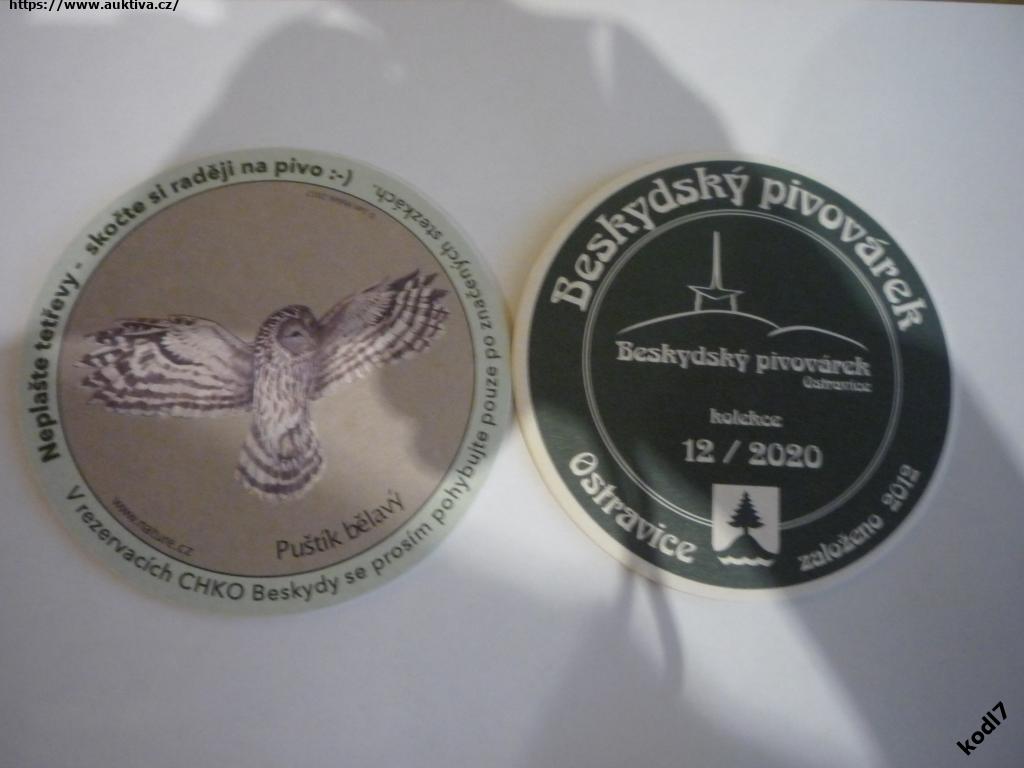 https://www.auktiva.cz/
Neplašte tetřevy - skočte si raději na pivo :-)
V rezervacích CHKO Beskydy se prosím pohybujte pouze po značených stezkách.
www.nature.cz
Puštík bělavý
Beskydský pivovárek
Beskydský pivovárek
Ostravice
kolekce
12 / 2020
Ostravice
založeno 2012
kodl7